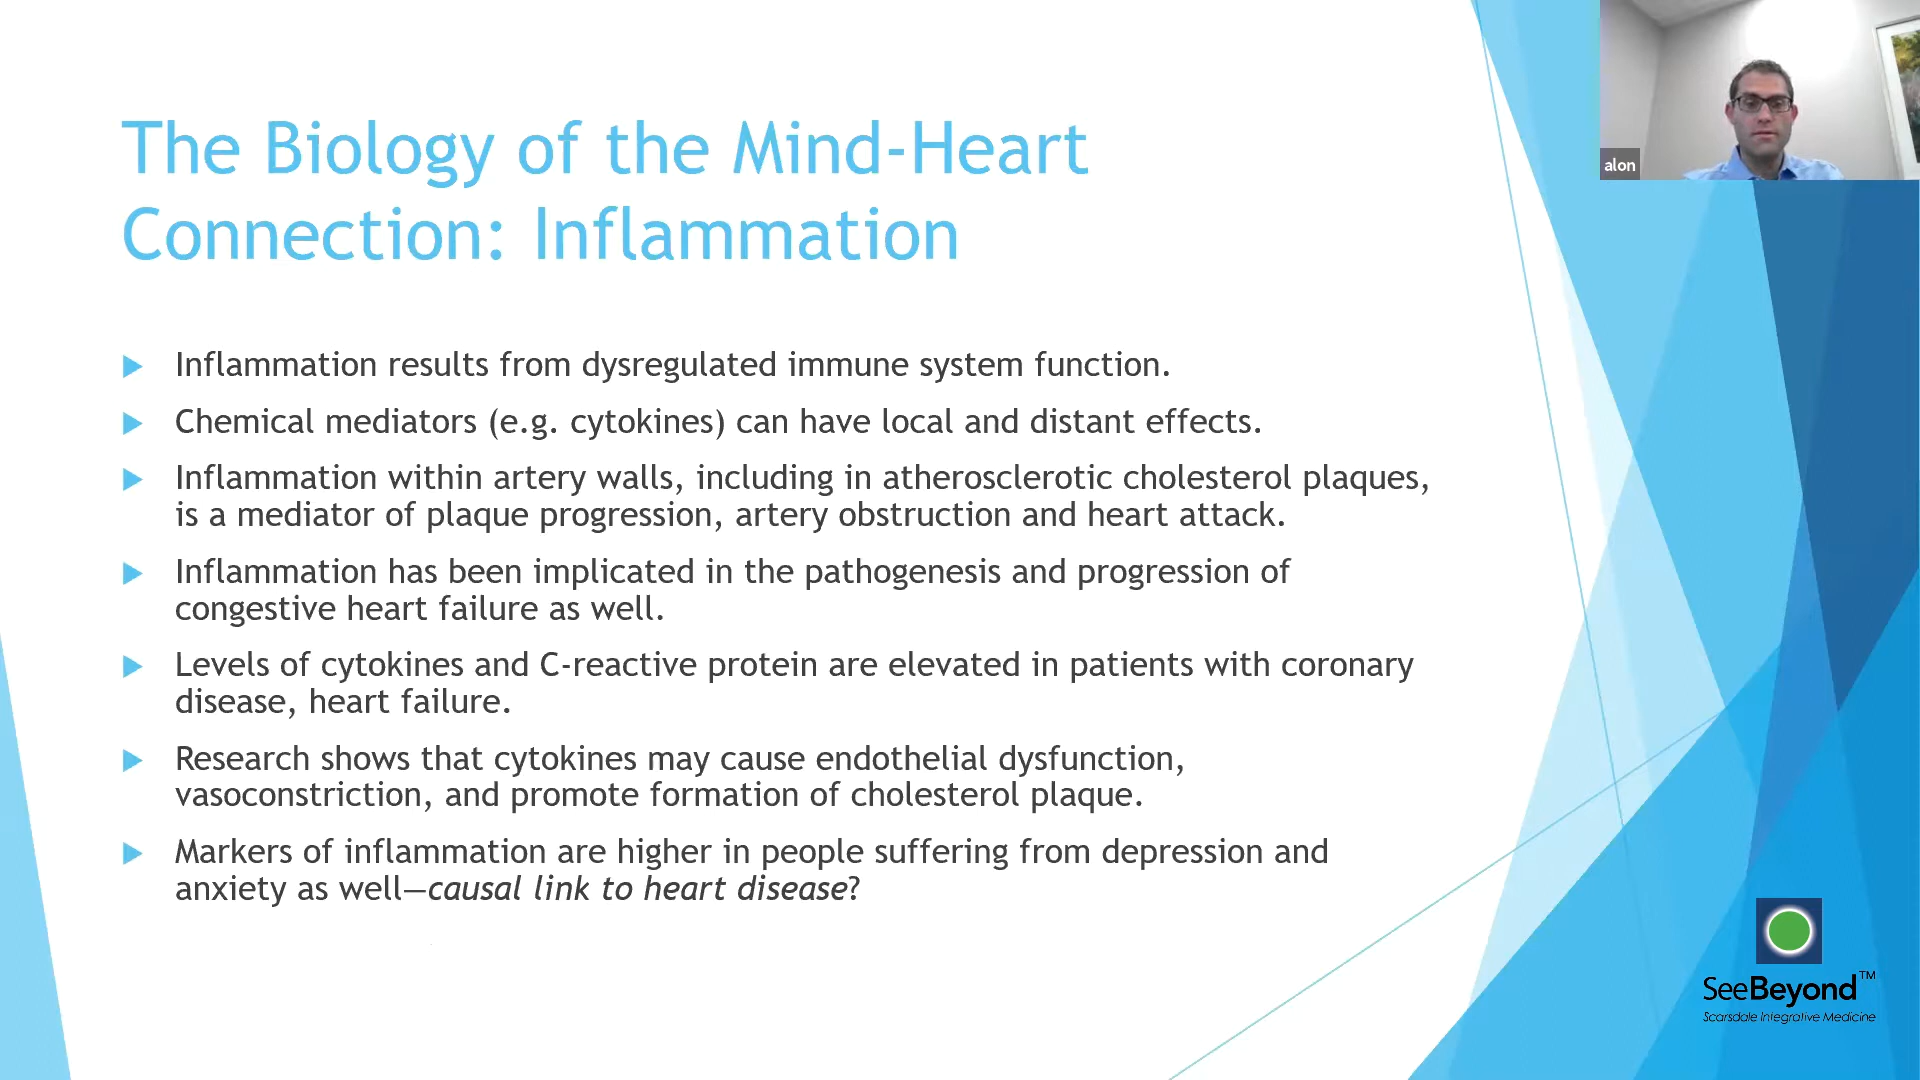 The Biology of the Mind-Heart
Connection: Inflammation
Inflammation results from dysregulated immune system function.
Chemical mediators (e.g. cytokines) can have local and distant effects.
Inflammation within artery walls, including in atherosclerotic cholesterol plaques,
is a mediator of plaque progression, artery obstruction and heart attack.
Inflammation has been implicated in the pathogenesis and progression of
congestive heart failure as well.
Levels of cytokines and C-reactive protein are elevated in patients with coronary
disease, heart failure.
Research shows that cytokines may cause endothelial dysfunction,
vasoconstriction, and promote formation of cholesterol plaque.
Markers of inflammation are higher in people suffering from depression and
anxiety as well—causal link to heart disease?
alon
SeeBeyond™
Scarsdale Integrative Medicine